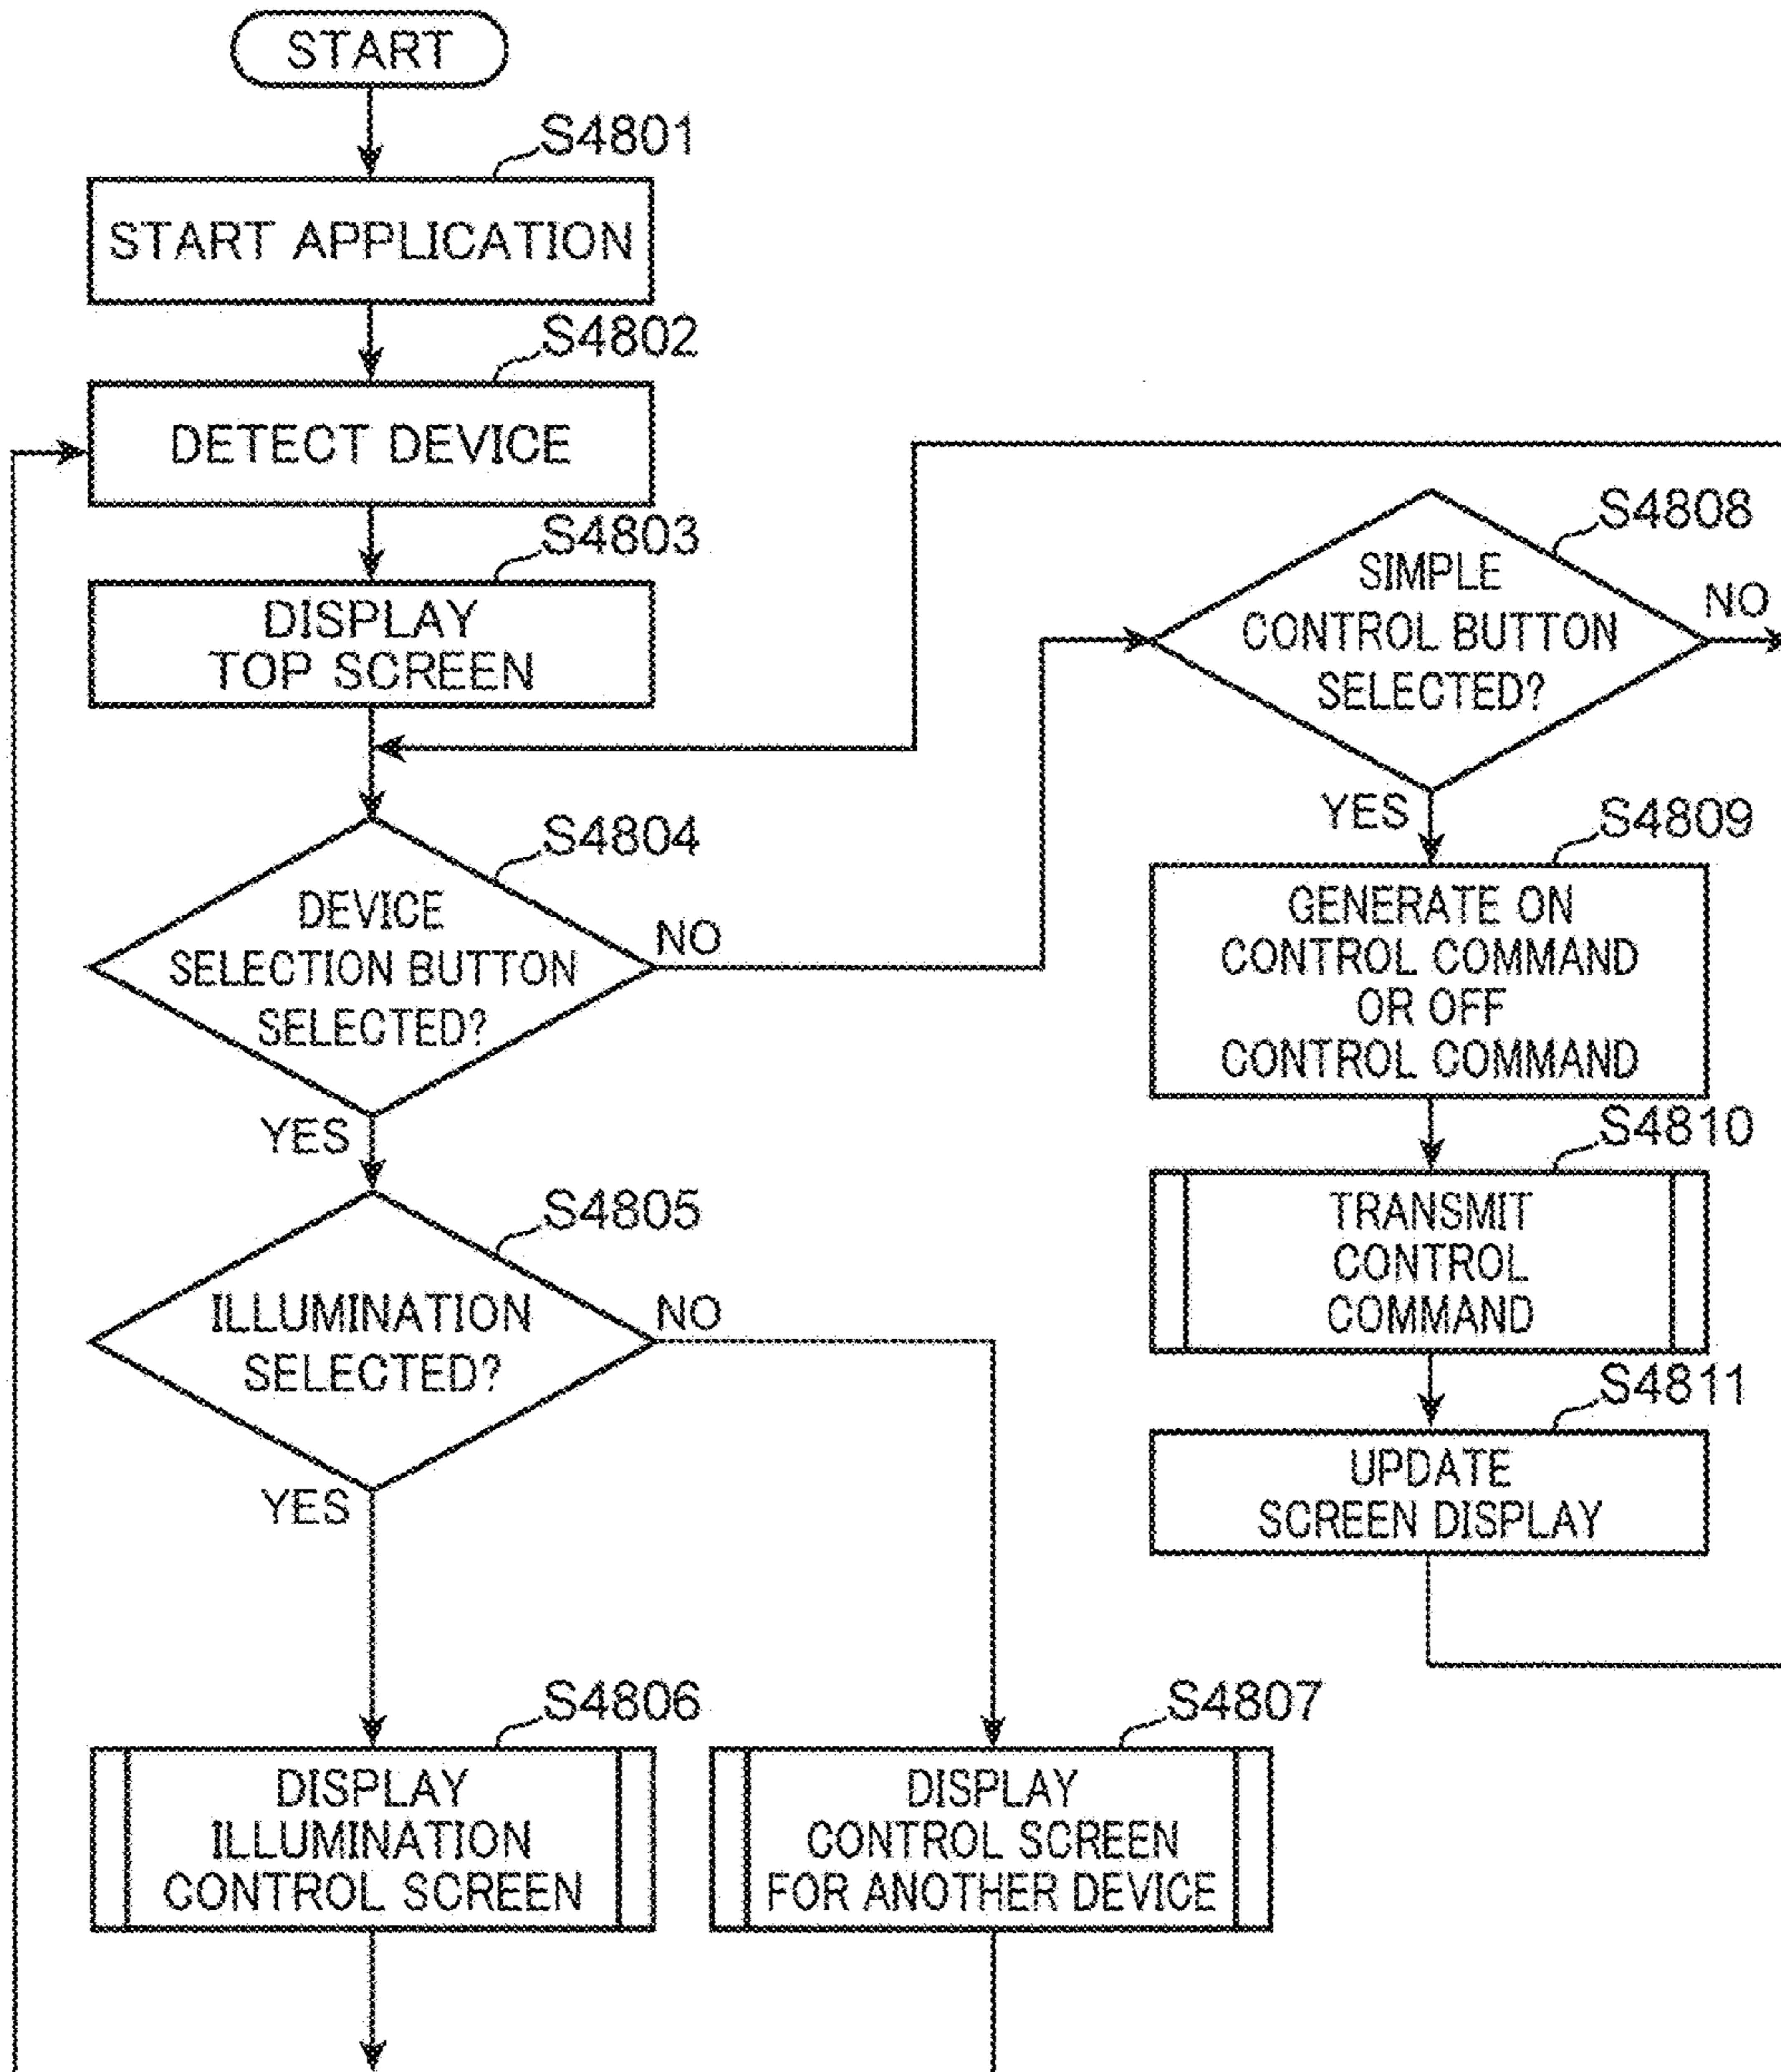 START
S4801
START APPLICATION
S4802
DETECT DEVICE
S4803
DISPLAY
TOP SCREEN
S4804
DEVICE
SELECTION BUTTON
SELECTED?
NO
YES
S4805
ILLUMINATION
SELECTED?
NO
YES
S4806
DISPLAY
ILLUMINATION
CONTROL SCREEN
S4807
DISPLAY
CONTROL SCREEN
FOR ANOTHER DEVICE
S4808
SIMPLE
CONTROL BUTTON
SELECTED?
NO
YES
S4809
GENERATE ON
CONTROL COMMAND
OR OFF
CONTROL COMMAND
S4810
TRANSMIT
CONTROL
COMMAND
S4811
UPDATE
SCREEN DISPLAY